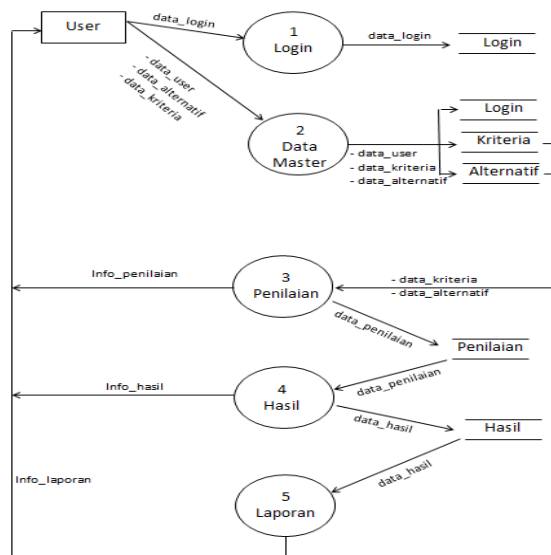 User
data_login
1
Login
data_login
Login
- data_user
- data_alternatif
- data_kriteria
2
Data
Master
Login
Kriteria
Alternatif
- data_user
- data_kriteria
- data_alternatif
Info_penilaian
3
Penilaian
- data_kriteria
- data_alternatif
data_penilaian
Penilaian
data_penilaian
Info_hasil
4
Hasil
data_hasil
Hasil
data_hasil
Info_laporan
5
Laporan